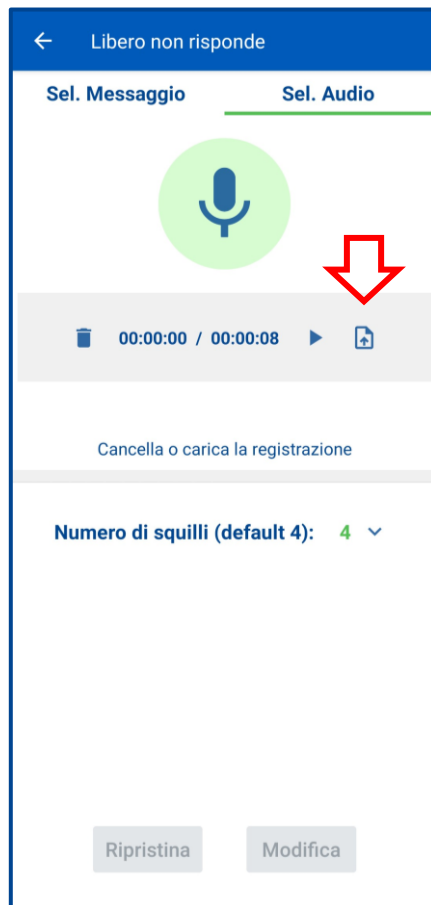 Libero non risponde
Sel. Messaggio Sel. Audio
00:00:00 / 00:00:08
Cancella o carica la registrazione
Numero di squilli (default 4): 4
Ripristina Modifica